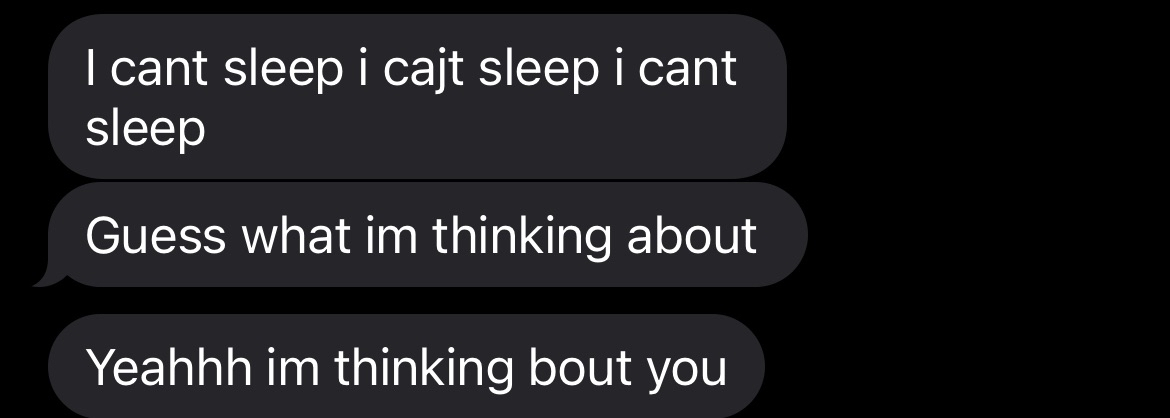 I cant sleep i cajt sleep i cant
sleep
Guess what im thinking about
Yeahhh im thinking bout you